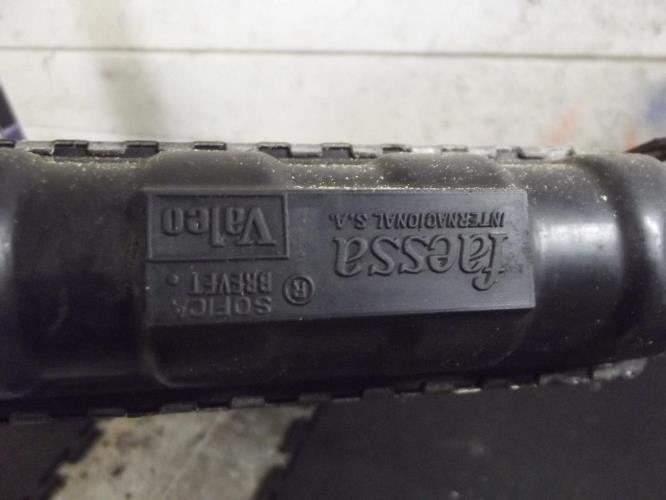 SOFICA
BREVET. ®
Valeo
faessa
INTERNACIONAL S.A.